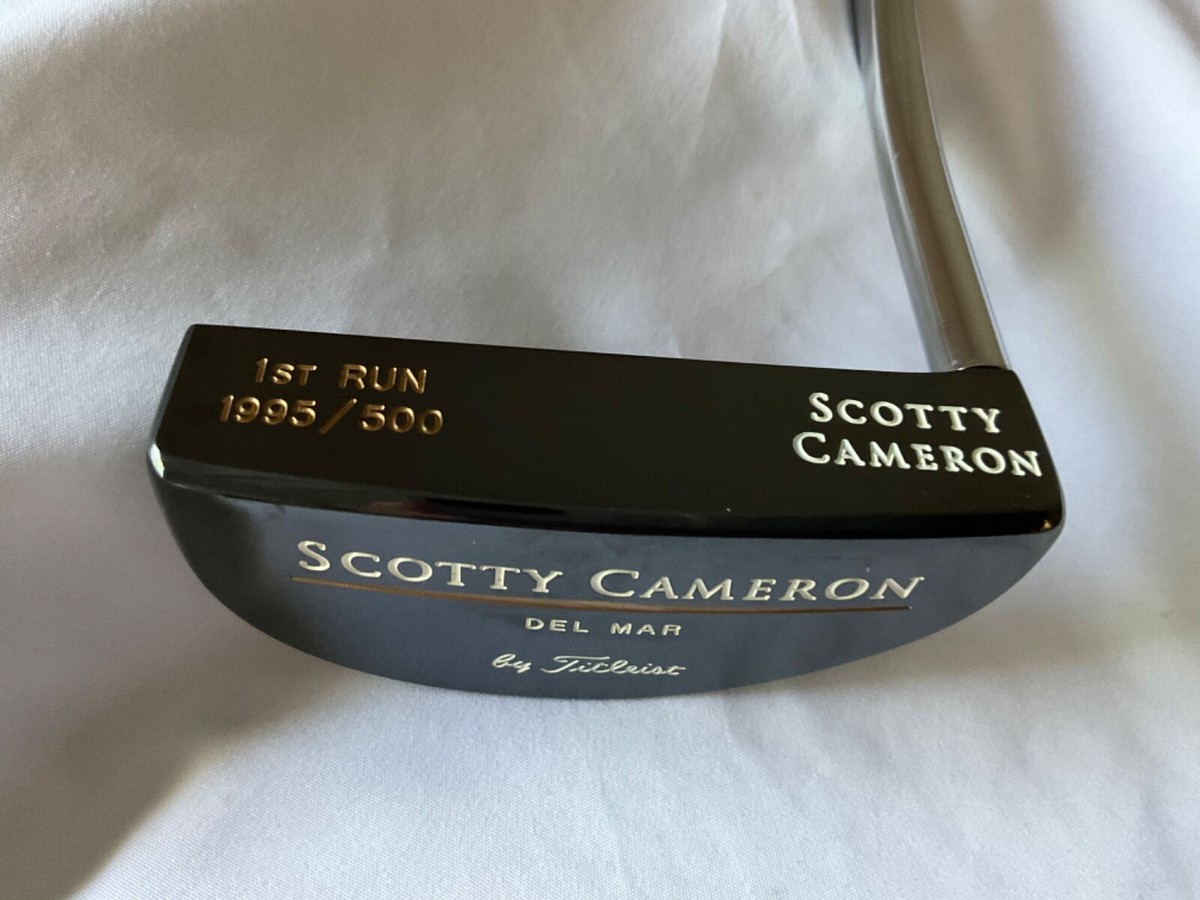 1ST RUN
1995/500
SCOTTY
CAMERON
SCOTTY CAMERON
DEL MAR
by Titleist